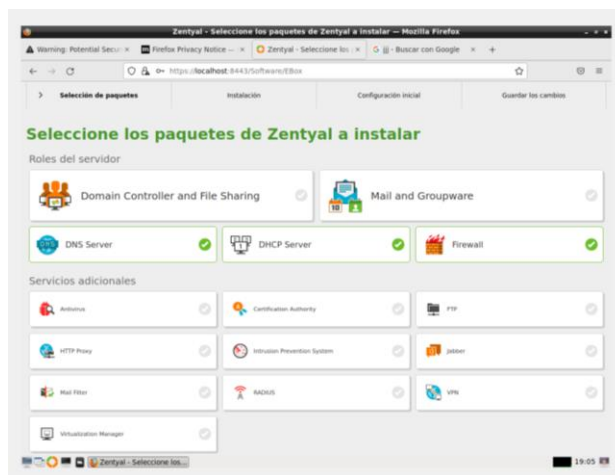 Zentyal - Seleccione los paquetes de Zentyal a instalar — Mozilla Firefox
Warning: Potential Secu × Firefox Privacy Notice — × Zentyal - Seleccione los × jjj - Buscar con Google × +
https://localhost:8443/Software/EBox
> Selección de paquetes Instalación Configuración inicial Guardar los cambios
Seleccione los paquetes de Zentyal a instalar
Roles del servidor
Domain Controller and File Sharing Mail and Groupware
DNS Server DHCP Server Firewall
Servicios adicionales
Antivirus Certification Authority FTP
HTTP Proxy Intrusion Prevention System Jabber
Mail Filter RADIUS VPN
Virtualization Manager
Zentyal - Seleccione los... 19:05